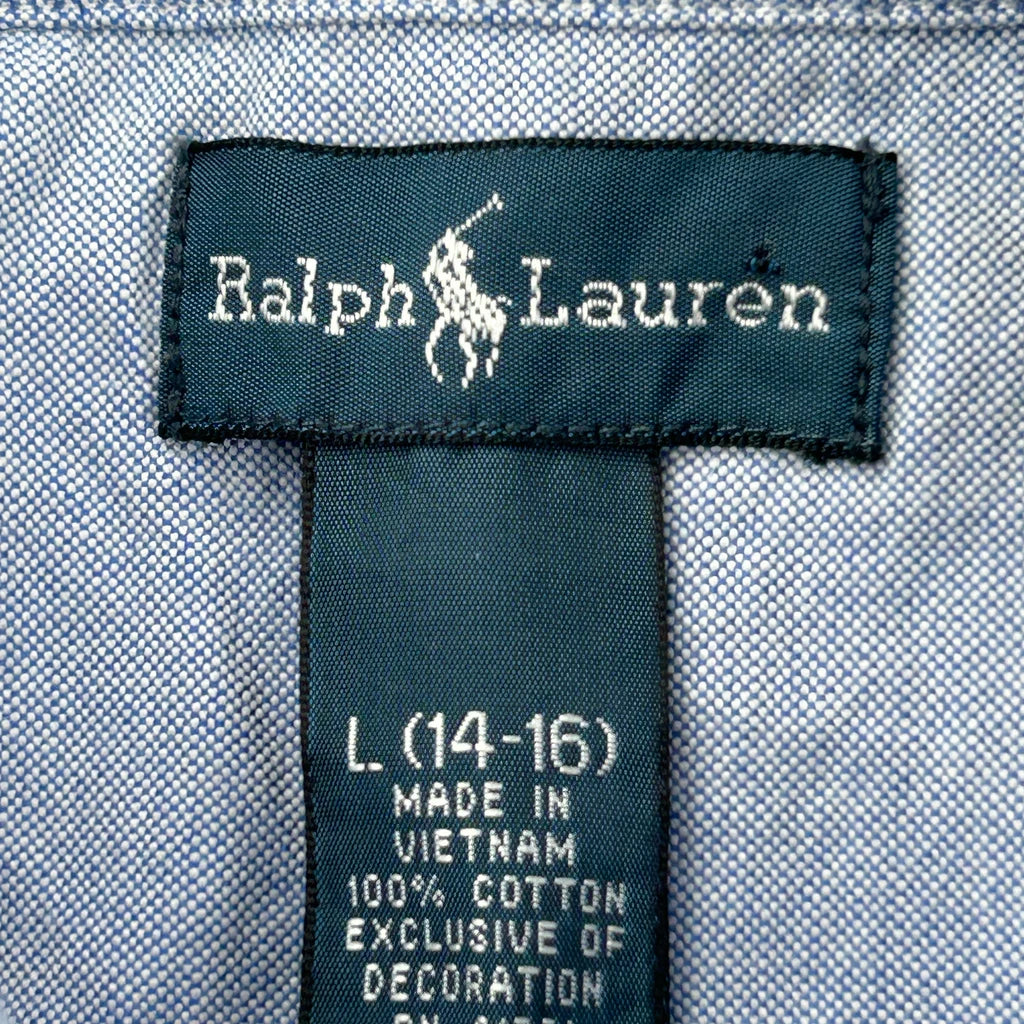 Ralph Lauren
L (14-16)
MADE IN
VIETNAM
100% COTTON
EXCLUSIVE OF
DECORATION